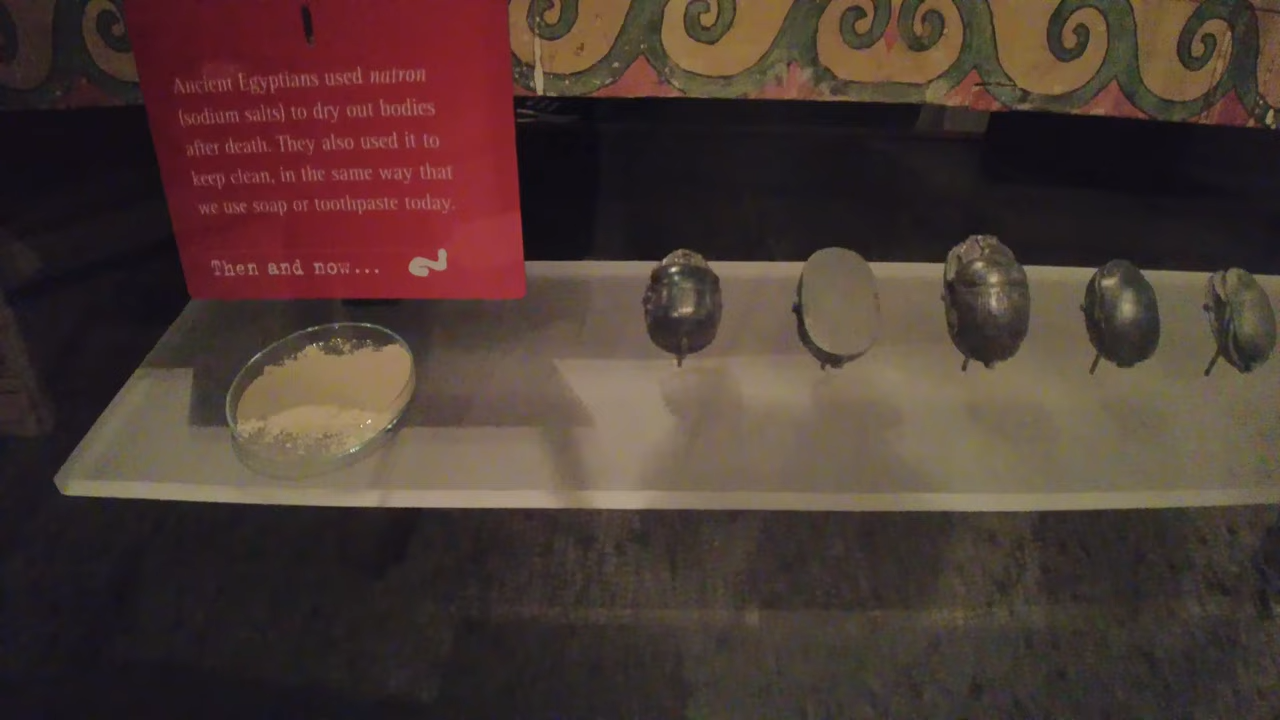 Ancient Egyptians used natron
(sodium salts) to dry out bodies
after death. They also used it to
keep clean, in the same way that
we use soap or toothpaste today.
Then and now...